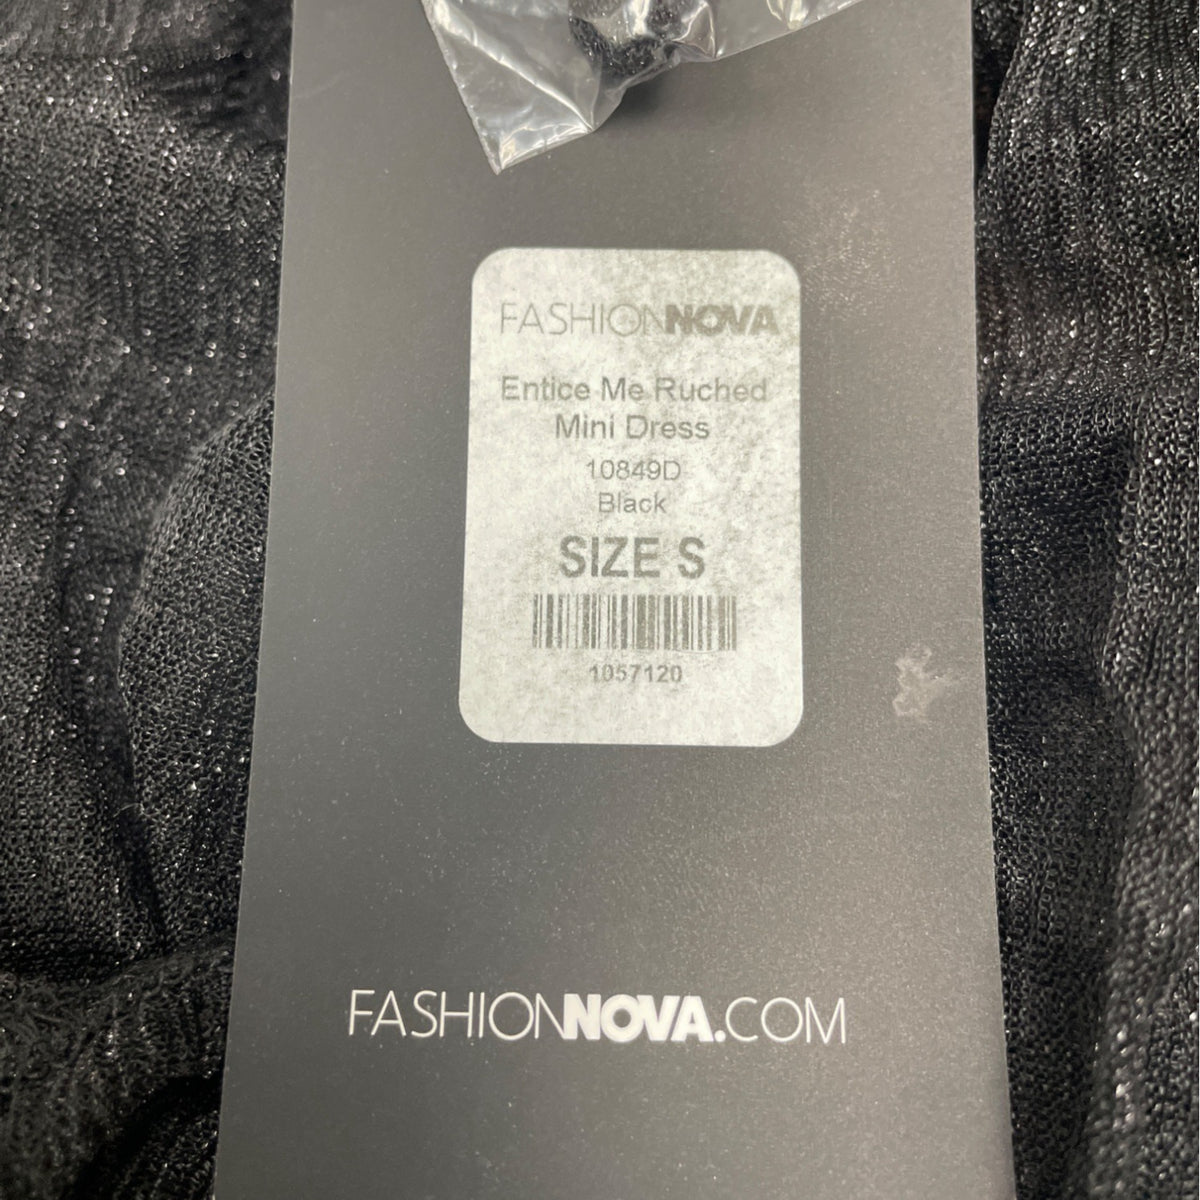 FASHIONNOVA
Entice Me Ruched
Mini Dress
10849D
Black
SIZE S
1057120
FASHIONNOVA.COM